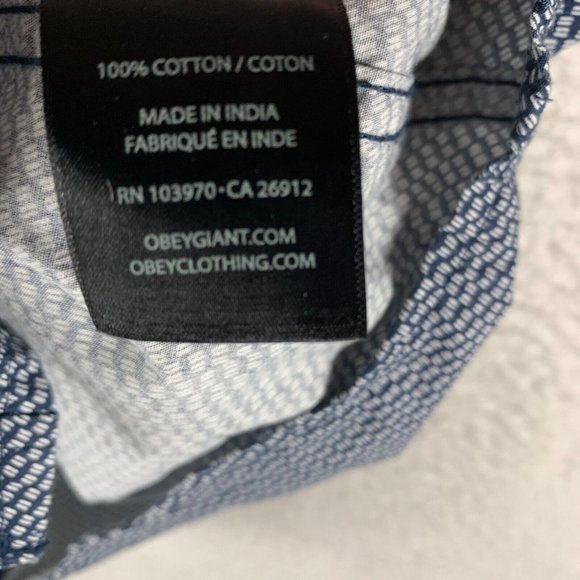 100% COTTON / COTON
MADE IN INDIA
FABRIQUÉ EN INDE
RN 103970 · CA 26912
OBEYGIANT.COM
OBEYCLOTHING.COM